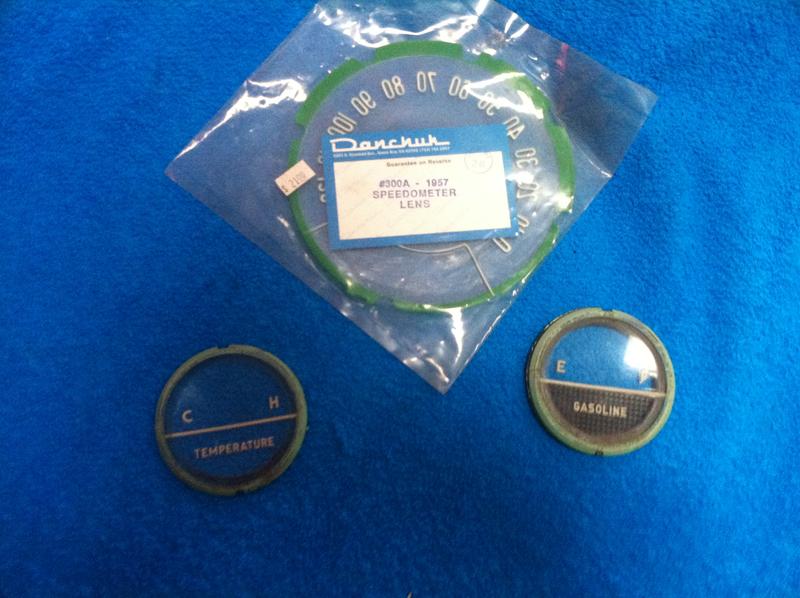 100 90 80 70 60 50 40 30 20
Danchuk
Guarantee on Reverse
#300A - 1957
SPEEDOMETER
LENS
C H
TEMPERATURE
E F
GASOLINE